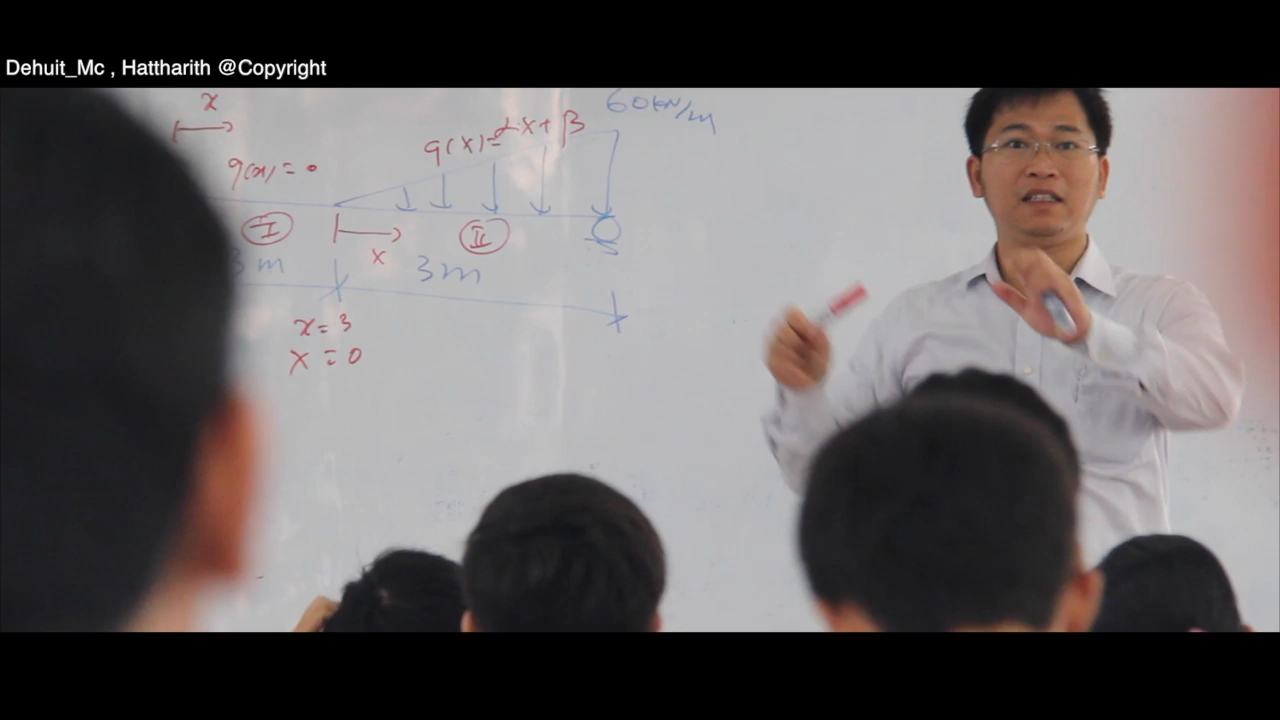 Dehuit_Mc , Hattharith @Copyright
x
60kN/m
q(x)=αx+β
q(x)=0
I
II
x
3m
3m
x=3
x=0